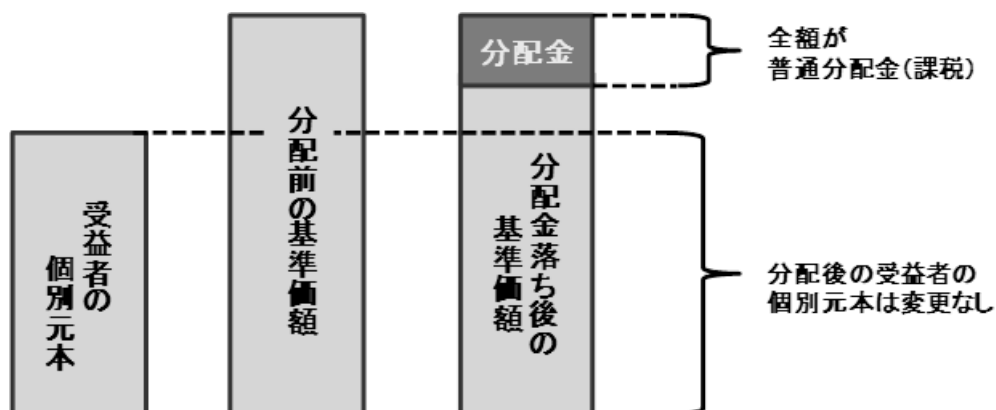 受益者の
個別元本
分配前の基準価額
分配金
分配金落ち後の
基準価額
全額が
普通分配金(課税)
分配後の受益者の
個別元本は変更なし